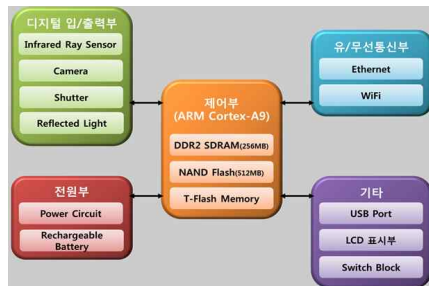 디지털 입/출력부
Infrared Ray Sensor
Camera
Shutter
Reflected Light
전원부
Power Circuit
Rechargeable
Battery
제어부
(ARM Cortex-A9)
DDR2 SDRAM(256MB)
NAND Flash(512MB)
T-Flash Memory
유/무선통신부
Ethernet
WiFi
기타
USB Port
LCD 표시부
Switch Block